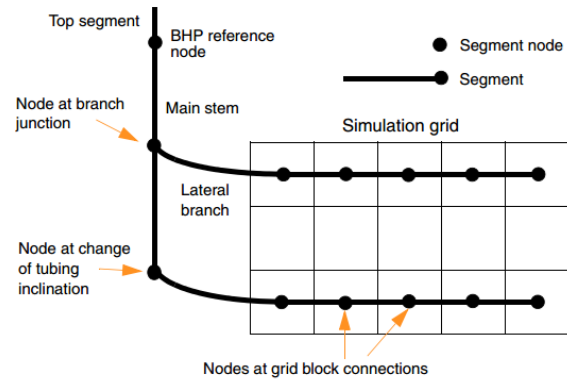 Top segment
BHP reference
node
Segment node
Segment
Node at branch
junction
Main stem
Simulation grid
Lateral
branch
Node at change
of tubing
inclination
Nodes at grid block connections